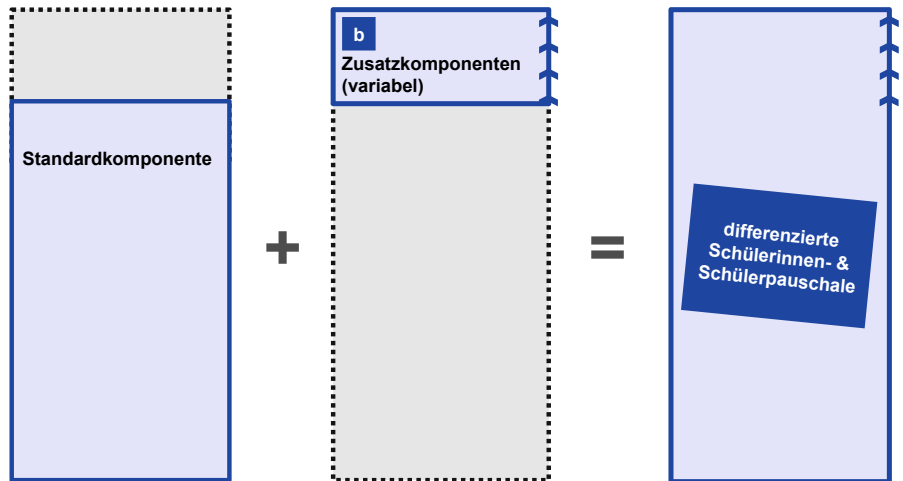 Standardkomponente
+
b
Zusatzkomponenten
(variabel)
=
differenzierte
Schülerinnen- &
Schülerpauschale